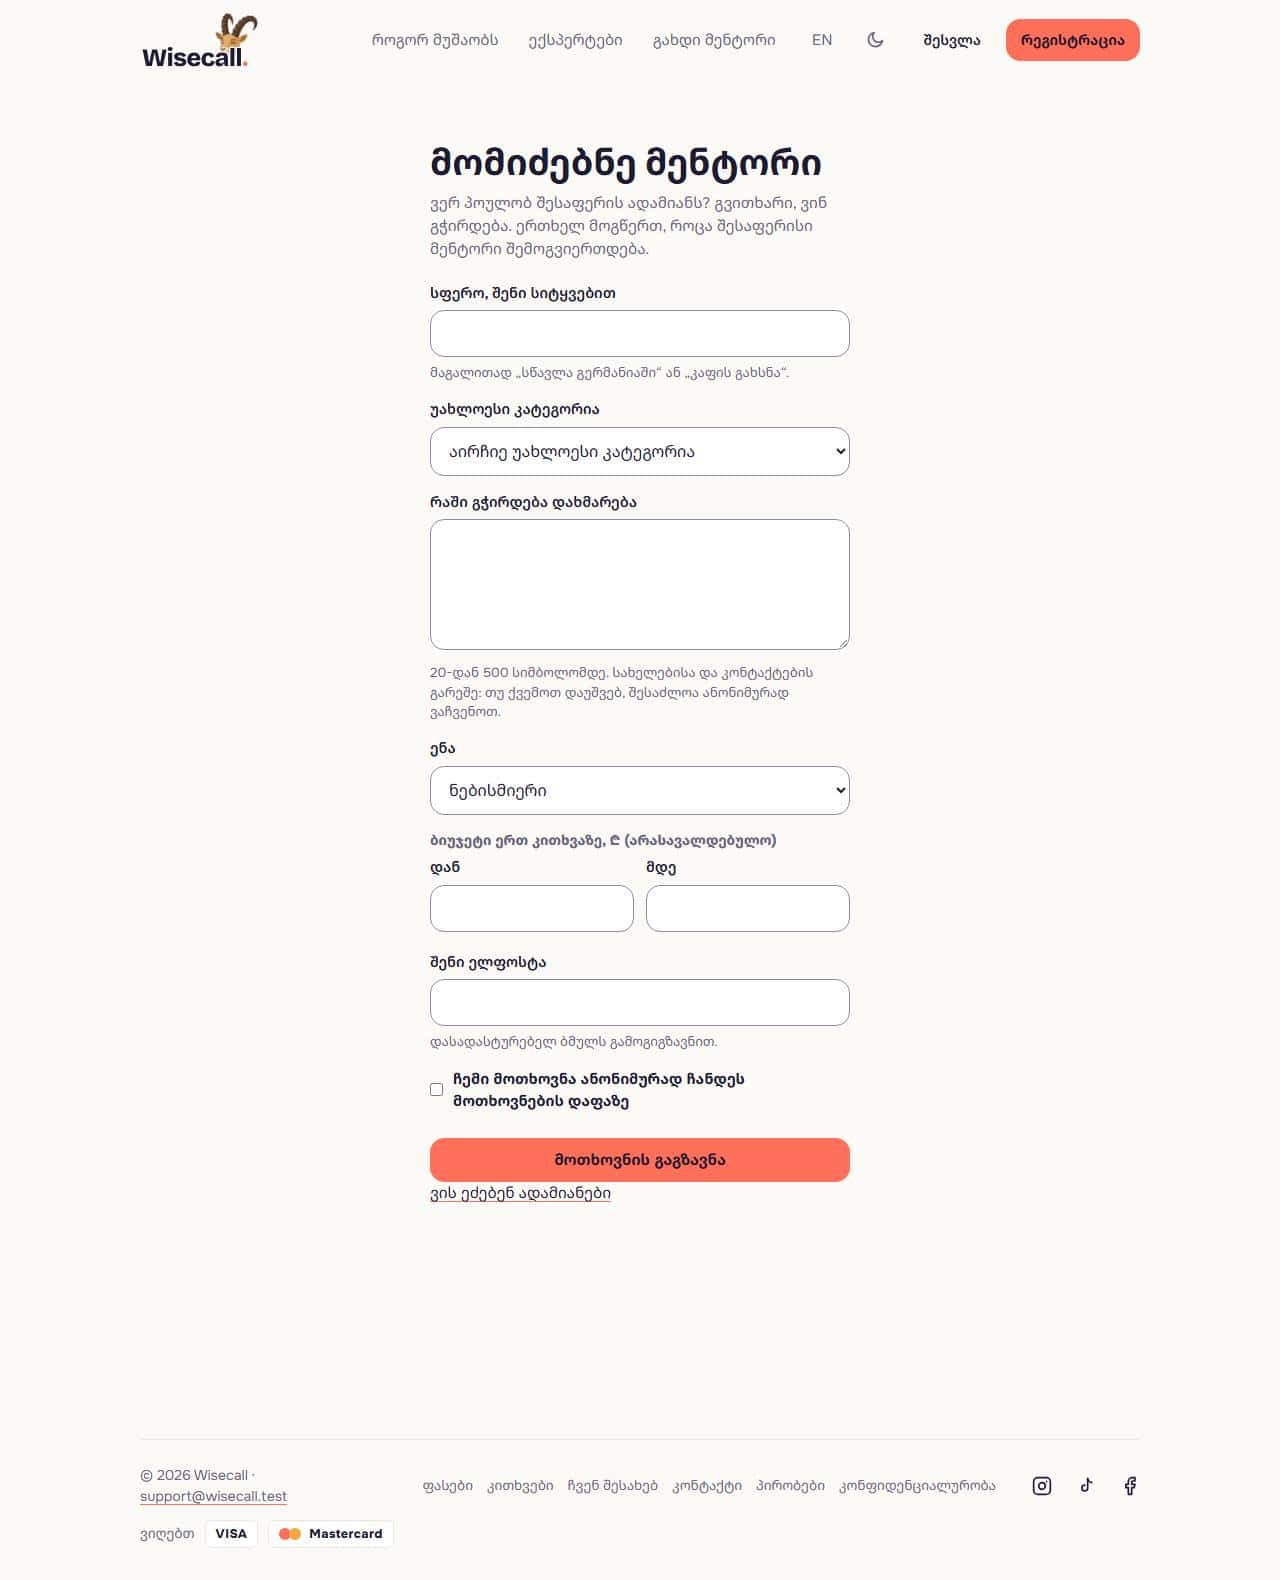 Wisecall.
როგორ მუშაობს
ექსპერტები
გახდი მენტორი
EN
შესვლა
რეგისტრაცია
მომიძებნე მენტორი
ვერ პოულობ შესაფერის ადამიანს? გვითხარი, ვინ
გჭირდება. ერთხელ მოგწერთ, როცა შესაფერისი
მენტორი შემოგვიერთდება.
სფერო, შენი სიტყვებით
მაგალითად „სწავლა გერმანიაში“ ან „კაფის გახსნა“.
უახლოესი კატეგორია
აირჩიე უახლოესი კატეგორია
რაში გჭირდება დახმარება
20-დან 500 სიმბოლომდე. სახელებისა და კონტაქტების
გარეშე: თუ ქვემოთ დაუშვებ, შესაძლოა ანონიმურად
ვაჩვენოთ.
ენა
ნებისმიერი
ბიუჯეტი ერთ კითხვაზე, ₾ (არასავალდებულო)
დან
მდე
შენი ელფოსტა
დასადასტურებელ ბმულს გამოგიგზავნით.
ჩემი მოთხოვნა ანონიმურად ჩანდეს
მოთხოვნების დაფაზე
მოთხოვნის გაგზავნა
ვის ეძებენ ადამიანები
© 2026 Wisecall ·
support@wisecall.test
ფასები
კითხვები
ჩვენ შესახებ
კონტაქტი
პირობები
კონფიდენციალურობა
ვიღებთ
VISA
Mastercard